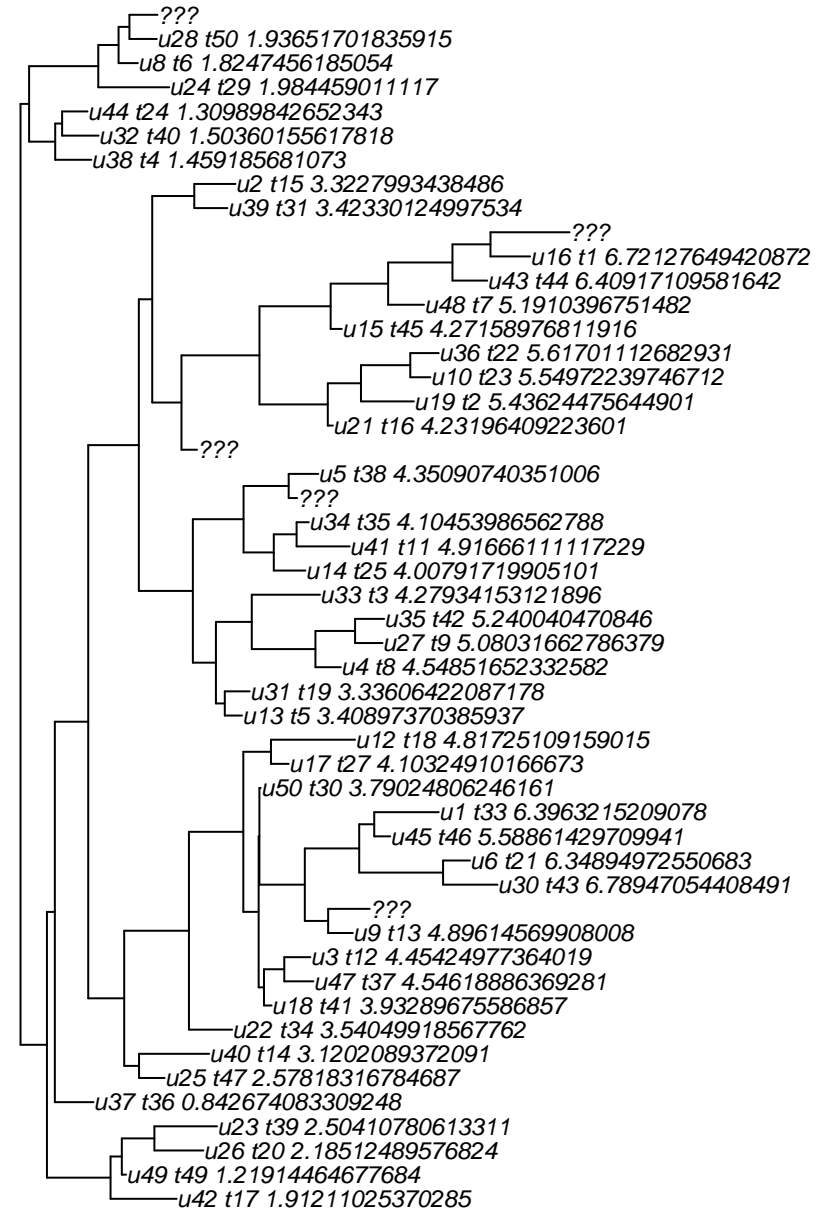 ???
u28 t50 1.93651701835915
u8 t6 1.8247456185054
u24 t29 1.984459011117
u44 t24 1.30989842652343
u32 t40 1.50360155617818
u38 t4 1.459185681073
u2 t15 3.3227993438486
u39 t31 3.42330124997534
???
u16 t1 6.72127649420872
u43 t44 6.40917109581642
u48 t7 5.1910396751482
u15 t45 4.27158976811916
u36 t22 5.61701112682931
u10 t23 5.54972239746712
u19 t2 5.43624475644901
u21 t16 4.23196409223601
???
u5 t38 4.35090740351006
???
u34 t35 4.10453986562788
u41 t11 4.91666111117229
u14 t25 4.00791719905101
u33 t3 4.27934153121896
u35 t42 5.240040470846
u27 t9 5.08031662786379
u4 t8 4.54851652332582
u31 t19 3.33606422087178
u13 t5 3.40897370385937
u12 t18 4.81725109159015
u17 t27 4.10324910166673
u50 t30 3.79024806246161
u1 t33 6.3963215209078
u45 t46 5.58861429709941
u6 t21 6.34894972550683
u30 t43 6.78947054408491
???
u9 t13 4.89614569908008
u3 t12 4.45424977364019
u47 t37 4.54618886369281
u18 t41 3.93289675586857
u22 t34 3.54049918567762
u40 t14 3.1202089372091
u25 t47 2.57818316784687
u37 t36 0.842674083309248
u23 t39 2.50410780613311
u26 t20 2.18512489576824
u49 t49 1.21914464677684
u42 t17 1.91211025370285